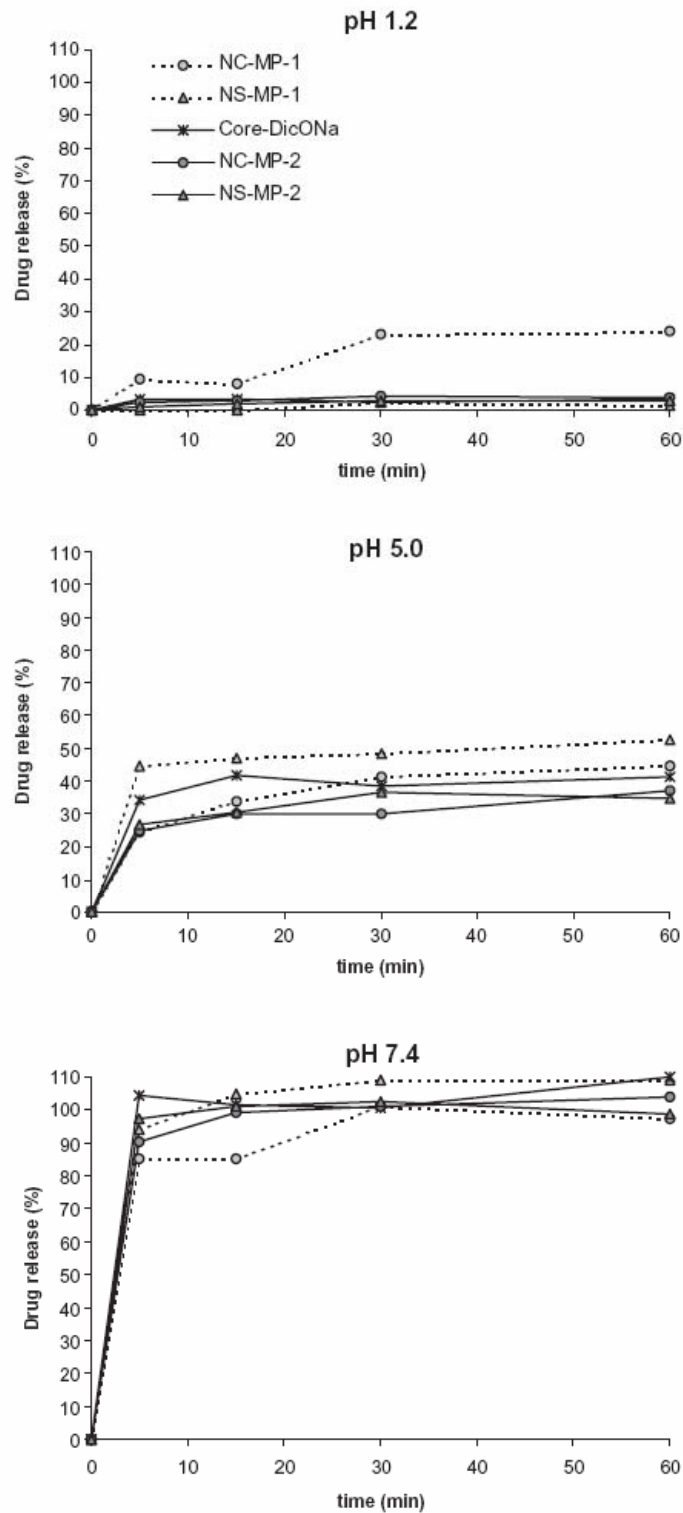 pH 1.2
110
100
90
80
70
60
50
40
30
20
10
0
Drug release (%)
NC-MP-1
NS-MP-1
Core-DicONa
NC-MP-2
NS-MP-2
0 10 20 30 40 50 60
time (min)
pH 5.0
110
100
90
80
70
60
50
40
30
20
10
0
Drug release (%)
0 10 20 30 40 50 60
time (min)
pH 7.4
110
100
90
80
70
60
50
40
30
20
10
0
Drug release (%)
0 10 20 30 40 50 60
time (min)